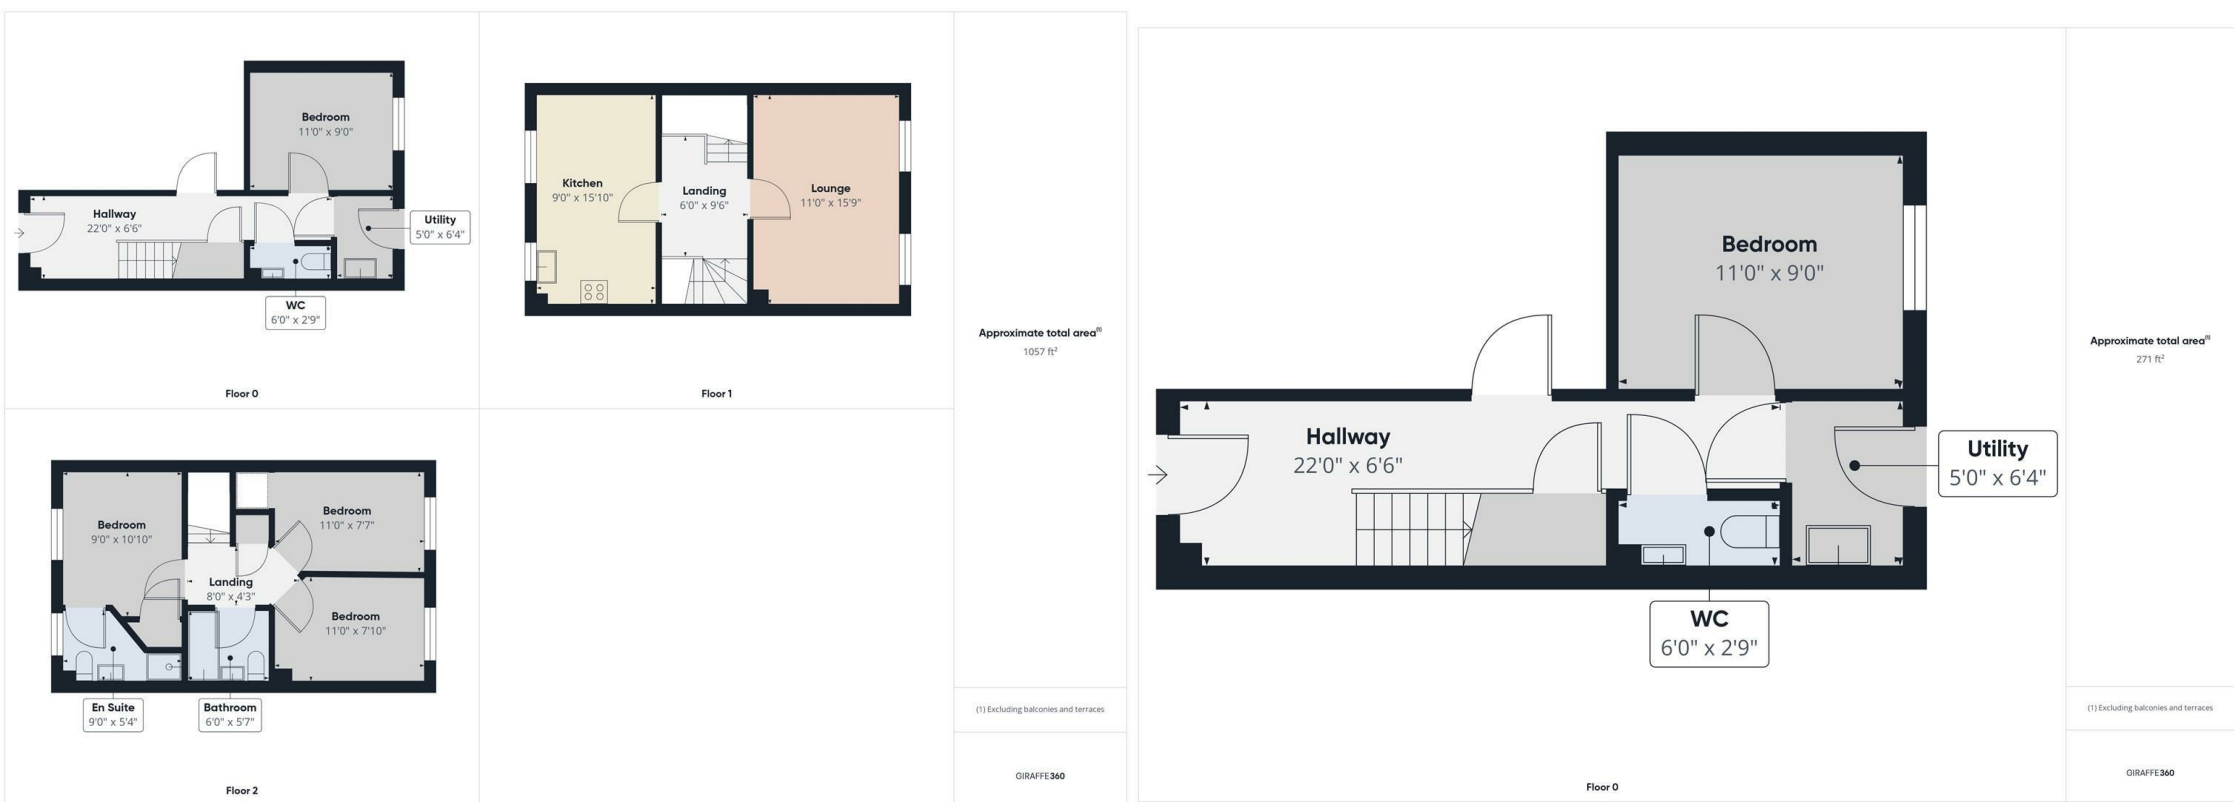 Bedroom
11'0" x 9'0"
Hallway
22'0" x 6'6"
Utility
5'0" x 6'4"
WC
6'0" x 2'9"
Floor 0
Kitchen
9'0" x 15'10"
Landing
6'0" x 9'6"
Lounge
11'0" x 15'9"
Floor 1
Bedroom
9'0" x 10'10"
Bedroom
11'0" x 7'7"
Landing
8'0" x 4'3"
Bedroom
11'0" x 7'10"
En Suite
9'0" x 5'4"
Bathroom
6'0" x 5'7"
Floor 2
Approximate total area(1)
1057 ft²
(1) Excluding balconies and terraces
GIRAFFE360
Bedroom
11'0" x 9'0"
Hallway
22'0" x 6'6"
Utility
5'0" x 6'4"
WC
6'0" x 2'9"
Floor 0
Approximate total area(1)
271 ft²
(1) Excluding balconies and terraces
GIRAFFE360